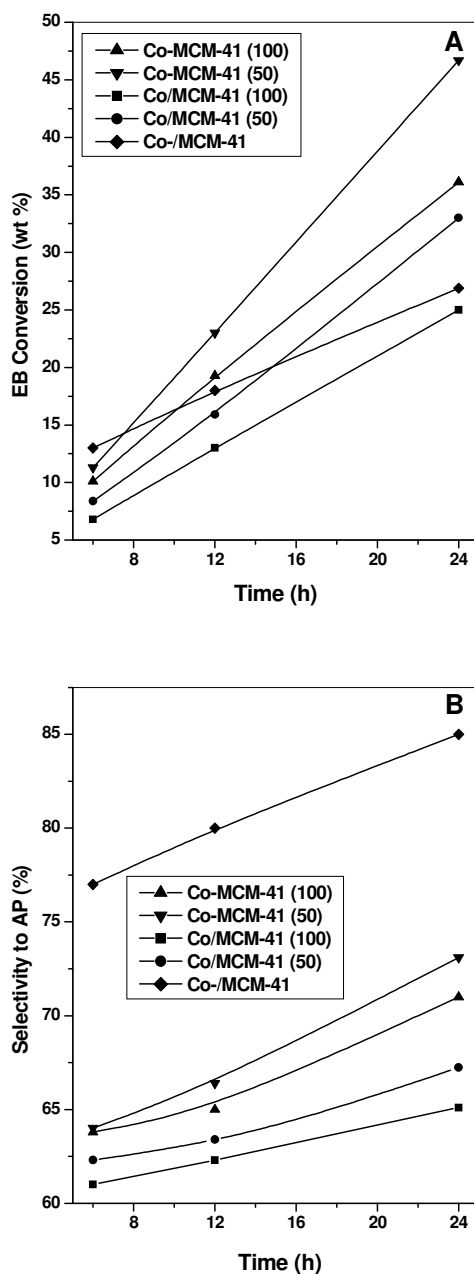 A
Co-MCM-41 (100)
Co-MCM-41 (50)
Co/MCM-41 (100)
Co/MCM-41 (50)
Co-/MCM-41
50
45
40
35
30
25
20
15
10
5
EB Conversion (wt %)
8 12 16 20 24
Time (h)
B
85
80
75
70
65
60
Selectivity to AP (%)
Co-MCM-41 (100)
Co-MCM-41 (50)
Co/MCM-41 (100)
Co/MCM-41 (50)
Co-/MCM-41
8 12 16 20 24
Time (h)